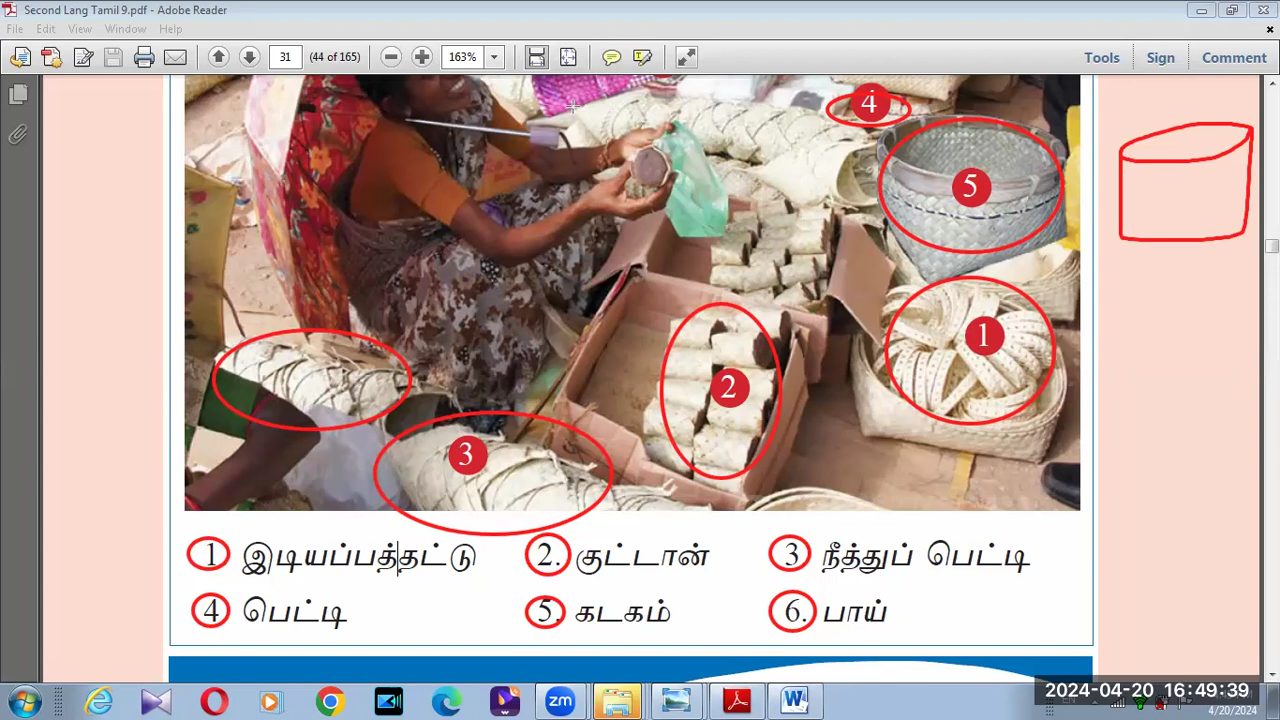 Second Lang Tamil 9.pdf - Adobe Reader
File Edit View Window Help
31 (44 of 165) 163% Tools Sign Comment
4
5
1
2
3
1 இடியப்பத்தட்டு 2. குட்டான் 3 நீத்துப் பெட்டி
4 பெட்டி 5. கடகம் 6. பாய்
zm W
2024-04-20 16:49:39
4/20/2024